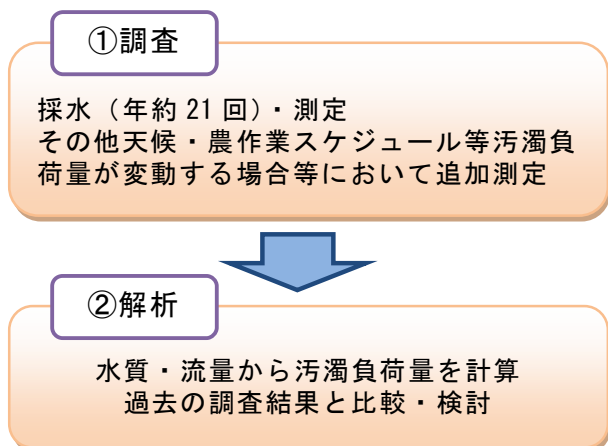 ①調査
採水（年約21回）・測定
その他天候・農作業スケジュール等汚濁負
荷量が変動する場合等において追加測定
②解析
水質・流量から汚濁負荷量を計算
過去の調査結果と比較・検討